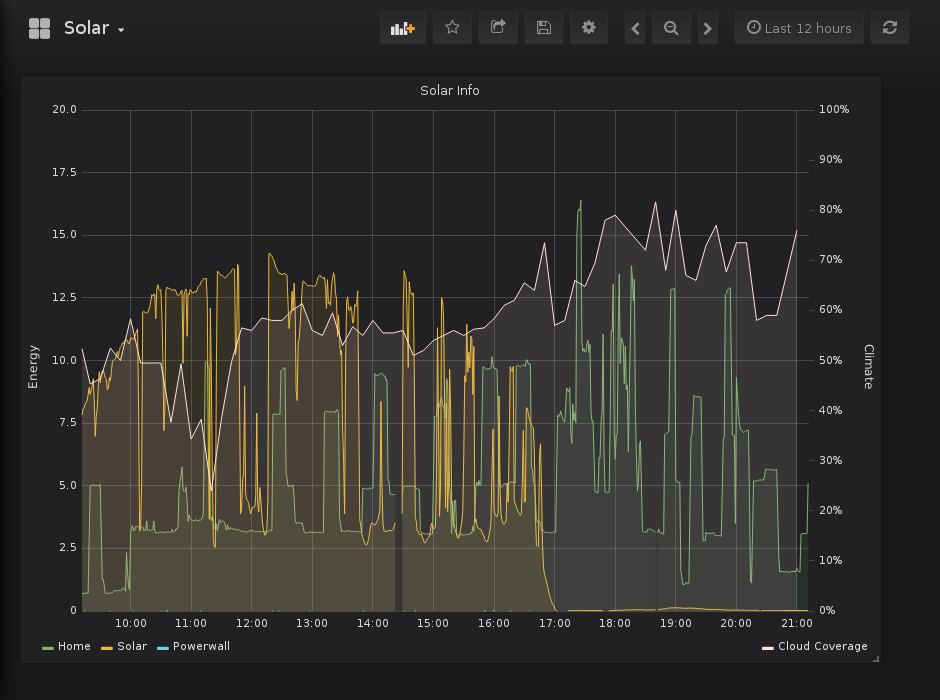 Solar
Last 12 hours
Solar Info
20.0
17.5
15.0
12.5
10.0
7.5
5.0
2.5
0
Energy
100%
90%
80%
70%
60%
50%
40%
30%
20%
10%
0%
Climate
10:00 11:00 12:00 13:00 14:00 15:00 16:00 17:00 18:00 19:00 20:00 21:00
Home Solar Powerwall Cloud Coverage